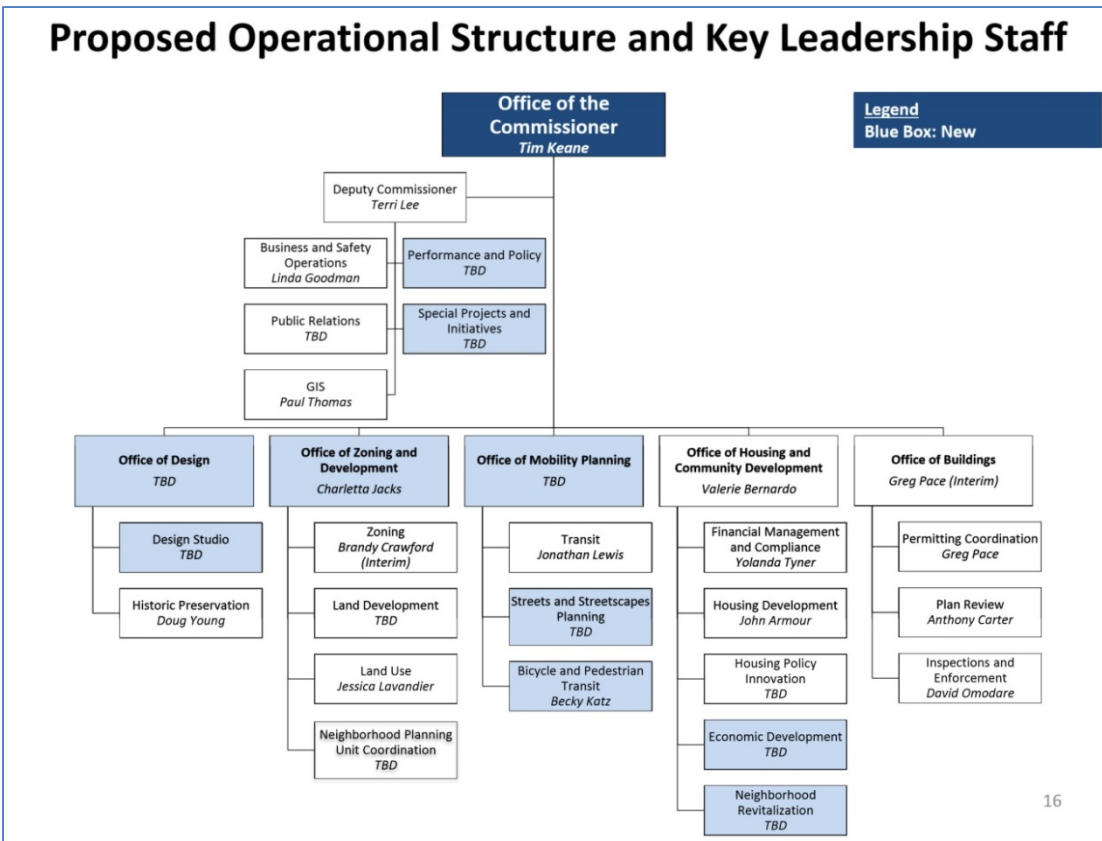 Proposed Operational Structure and Key Leadership Staff
Office of the
Commissioner
Tim Keane
Legend
Blue Box: New
Deputy Commissioner
Terri Lee
Business and Safety
Operations
Linda Goodman
Performance and Policy
TBD
Public Relations
TBD
Special Projects and
Initiatives
TBD
GIS
Paul Thomas
Office of Design
TBD
Office of Zoning and
Development
Charletta Jacks
Office of Mobility Planning
TBD
Office of Housing and
Community Development
Valerie Bernardo
Office of Buildings
Greg Pace (Interim)
Design Studio
TBD
Historic Preservation
Doug Young
Zoning
Brandy Crawford
(Interim)
Land Development
TBD
Land Use
Jessica Lavandier
Neighborhood Planning
Unit Coordination
TBD
Transit
Jonathan Lewis
Streets and Streetscapes
Planning
TBD
Bicycle and Pedestrian
Transit
Becky Katz
Financial Management
and Compliance
Yolanda Tyner
Housing Development
John Armour
Housing Policy
Innovation
TBD
Economic Development
TBD
Neighborhood
Revitalization
TBD
Permitting Coordination
Greg Pace
Plan Review
Anthony Carter
Inspections and
Enforcement
David Omodare
16